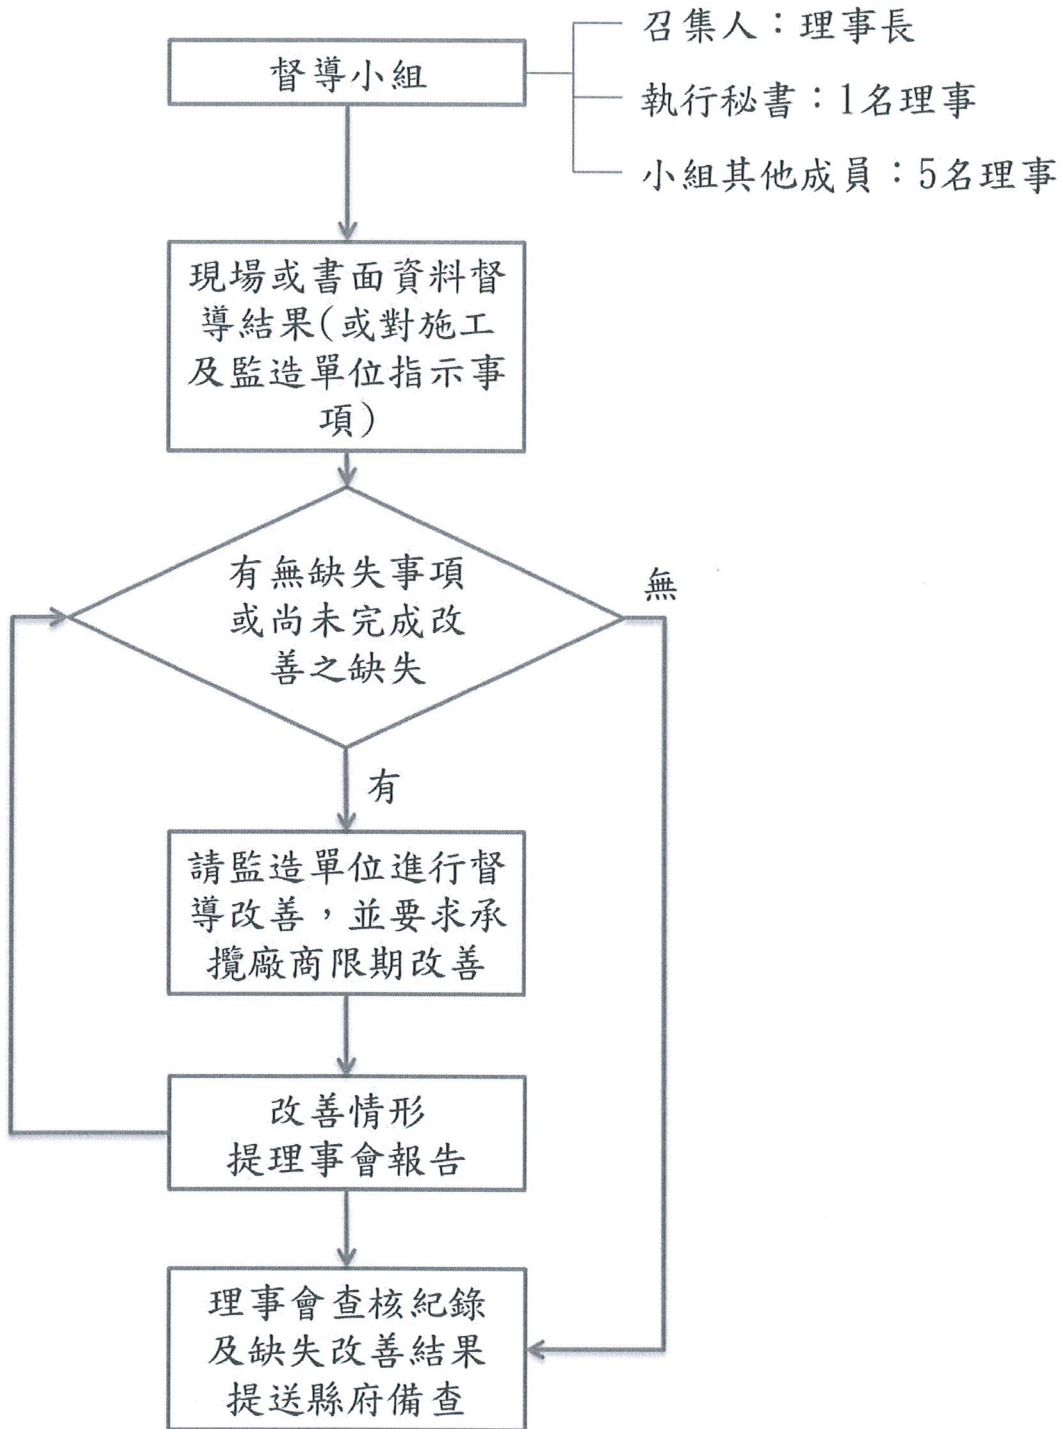 督導小組
召集人：理事長
執行秘書：1名理事
小組其他成員：5名理事
現場或書面資料督
導結果(或對施工
及監造單位指示事
項)
有無缺失事項
或尚未完成改
善之缺失
無
有
請監造單位進行督
導改善，並要求承
攬廠商限期改善
改善情形
提理事會報告
理事會查核紀錄
及缺失改善結果
提送縣府備查